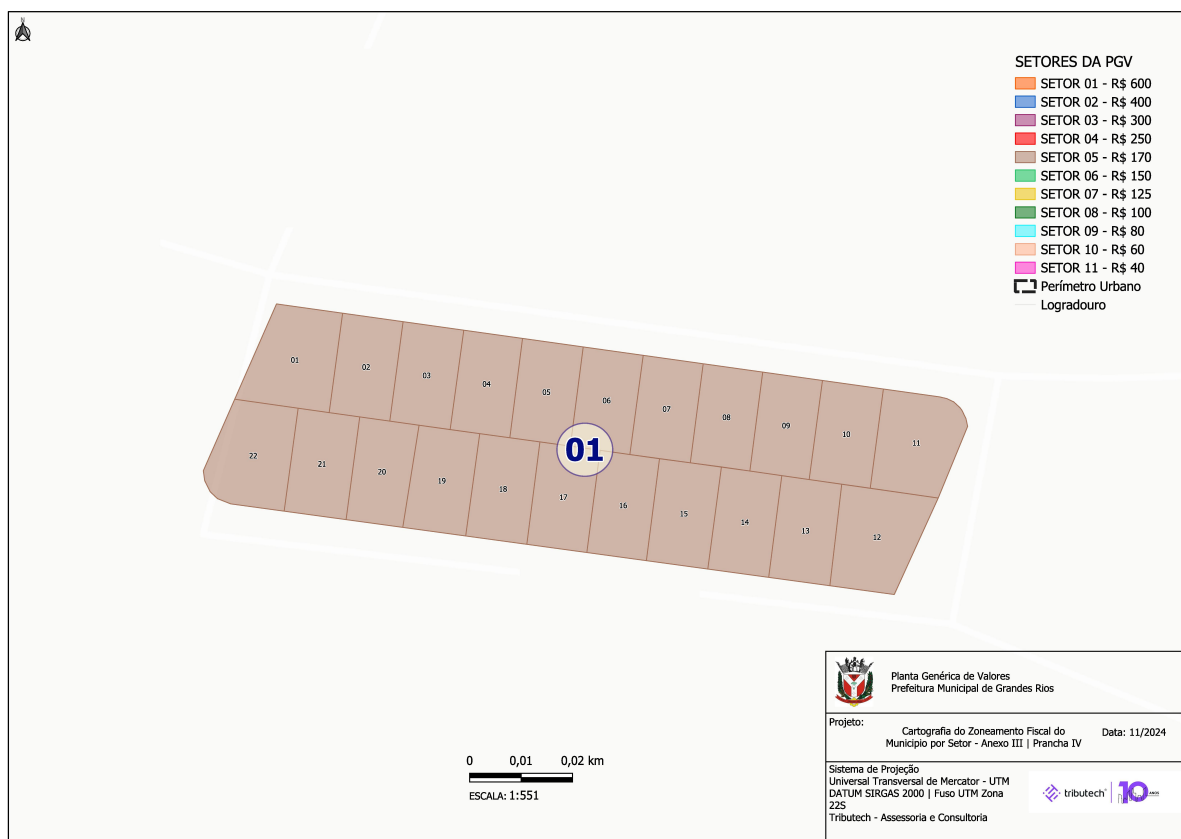 N
SETORES DA PGV
SETOR 01 - R$ 600
SETOR 02 - R$ 400
SETOR 03 - R$ 300
SETOR 04 - R$ 250
SETOR 05 - R$ 170
SETOR 06 - R$ 150
SETOR 07 - R$ 125
SETOR 08 - R$ 100
SETOR 09 - R$ 80
SETOR 10 - R$ 60
SETOR 11 - R$ 40
Perímetro Urbano
Logradouro
01
02
03
04
05
06
07
08
09
10
11
01
22
21
20
19
18
17
16
15
14
13
12
Planta Genérica de Valores
Prefeitura Municipal de Grandes Rios
Projeto:
Cartografia do Zoneamento Fiscal do
Municipio por Setor - Anexo III | Prancha IV
Data: 11/2024
Sistema de Projeção
Universal Transversal de Mercator - UTM
DATUM SIRGAS 2000 | Fuso UTM Zona
22S
Tributech - Assessoria e Consultoria
tributech
10 ANOS
0 0,01 0,02 km
ESCALA: 1:551